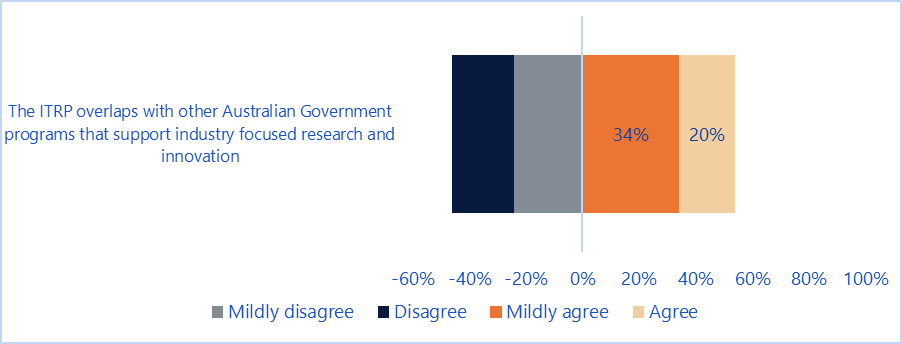 The ITRP overlaps with other Australian Government
programs that support industry focused research and
innovation
34% 20%
-60% -40% -20% 0% 20% 40% 60% 80% 100%
Mildly disagree Disagree Mildly agree Agree